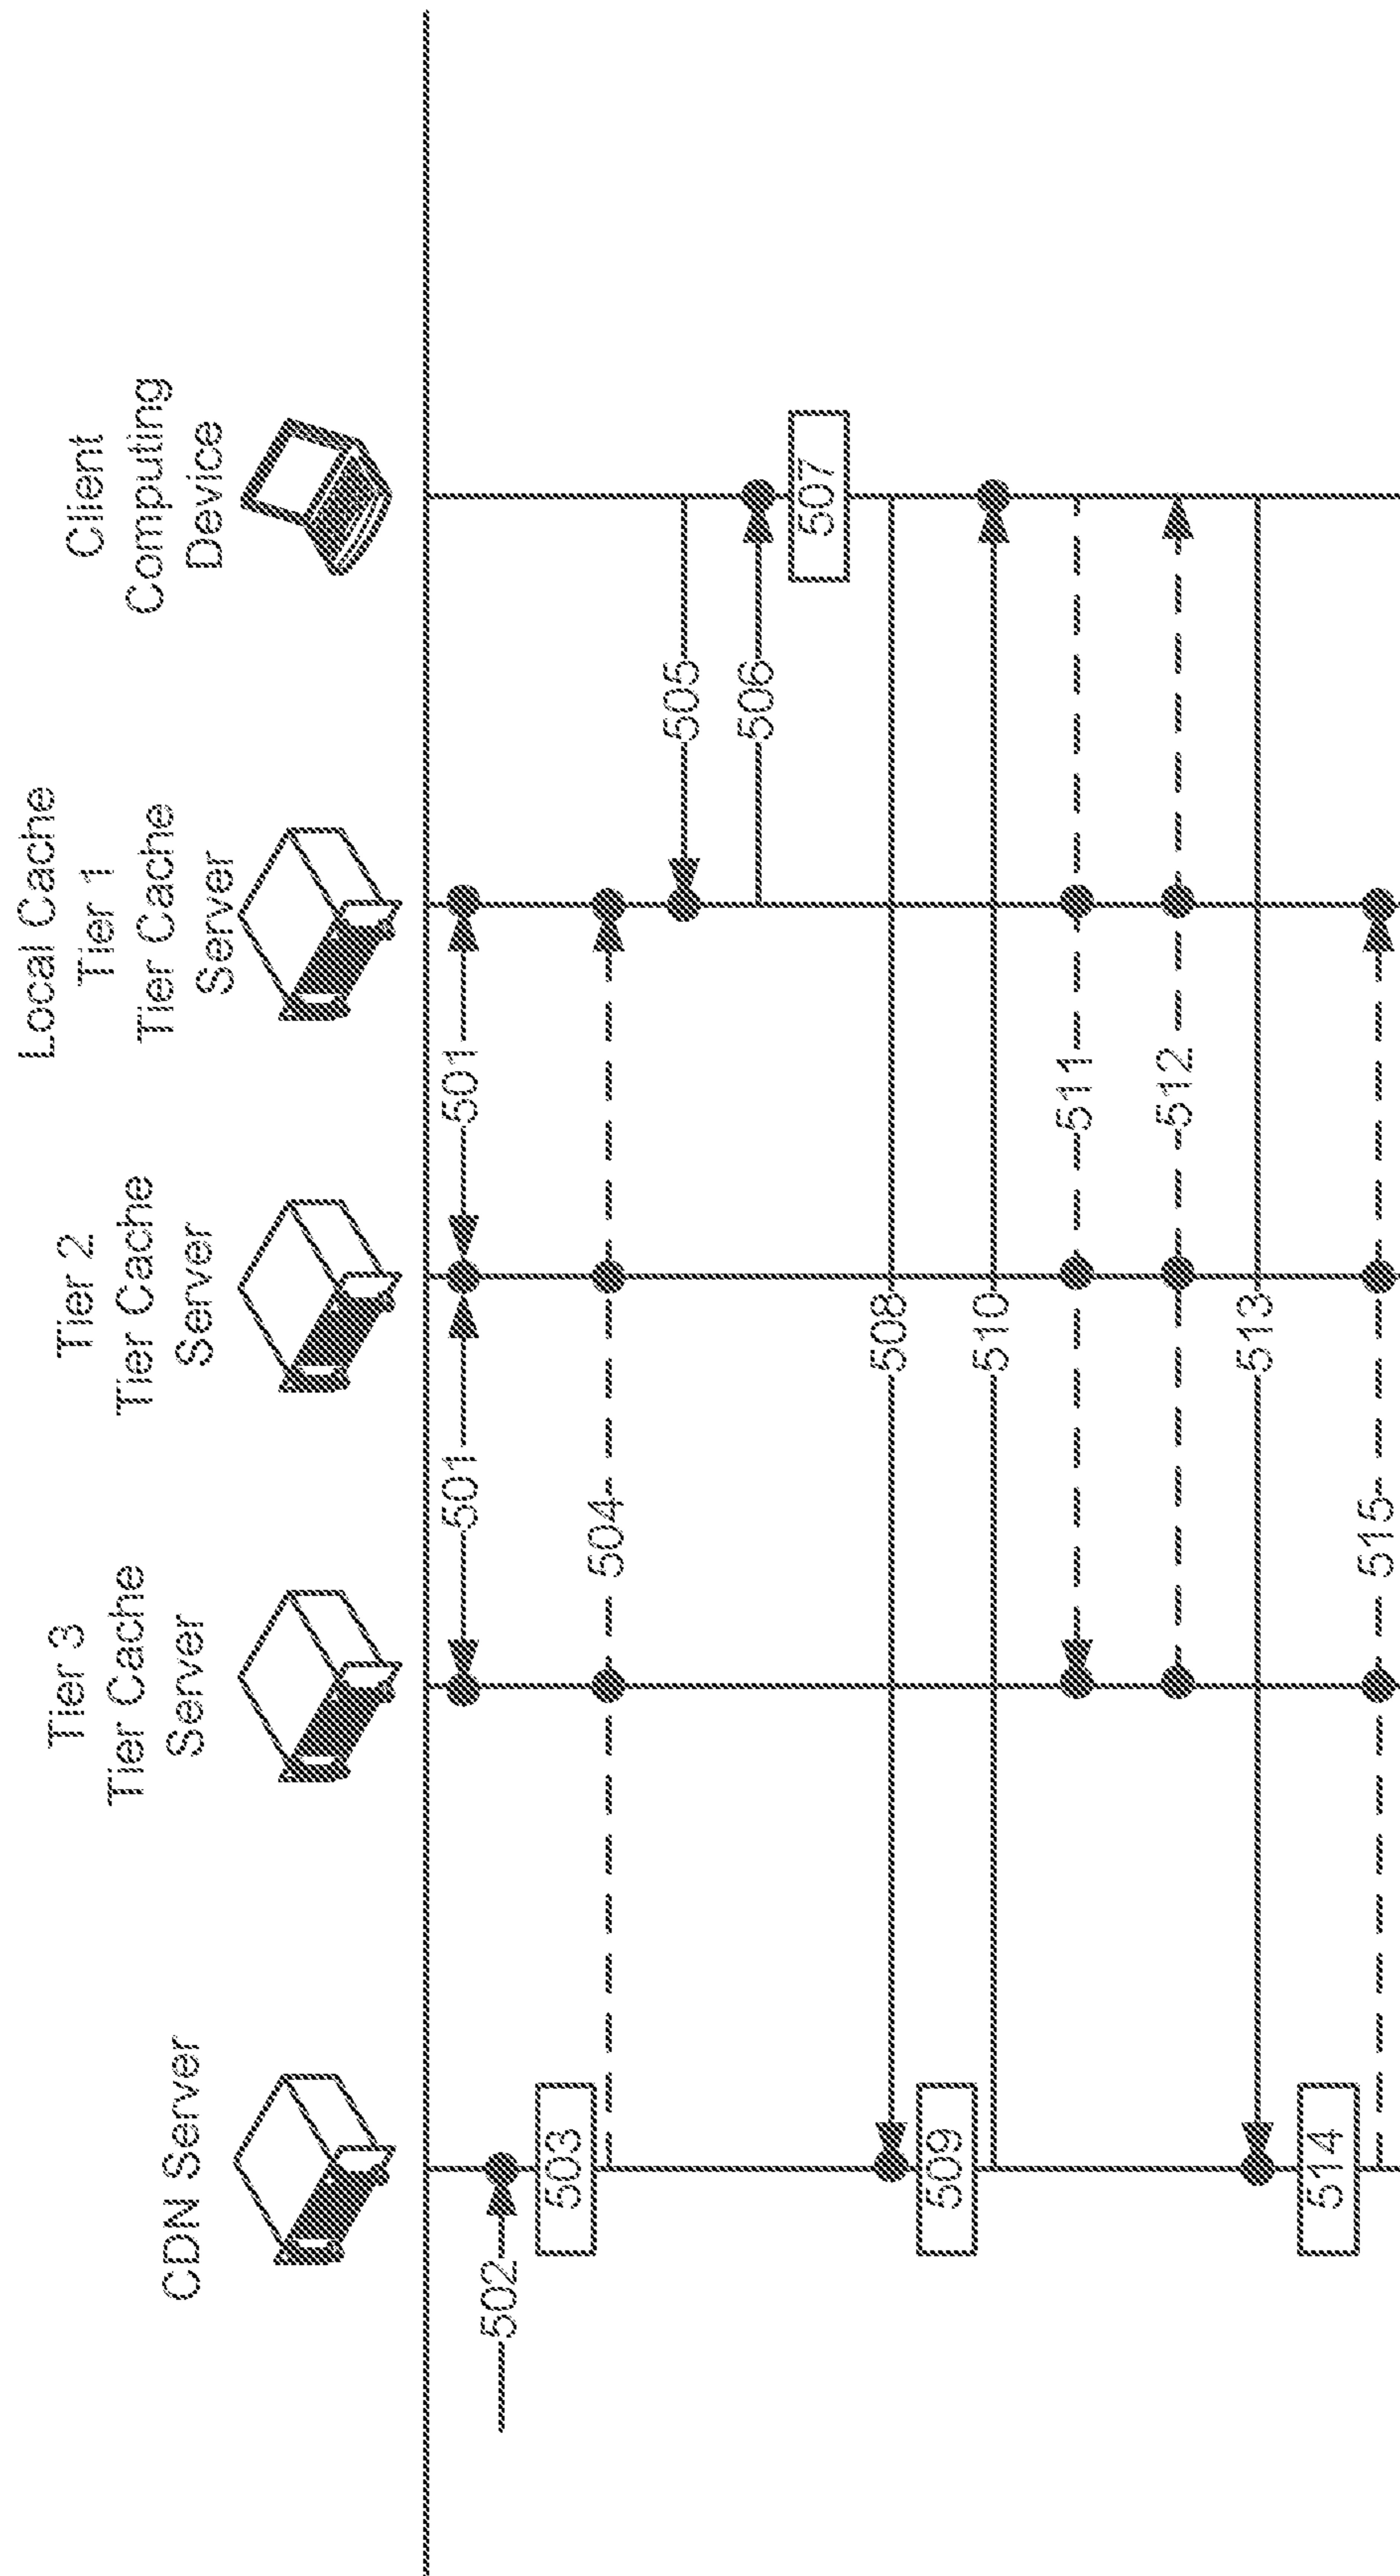 CDN Server
Tier 3
Tier Cache
Server
Tier 2
Tier Cache
Server
Local Cache
Tier 1
Tier Cache
Server
Client
Computing
Device
501
501
502
503
504
505
506
507
508
509
510
511
512
513
514
515